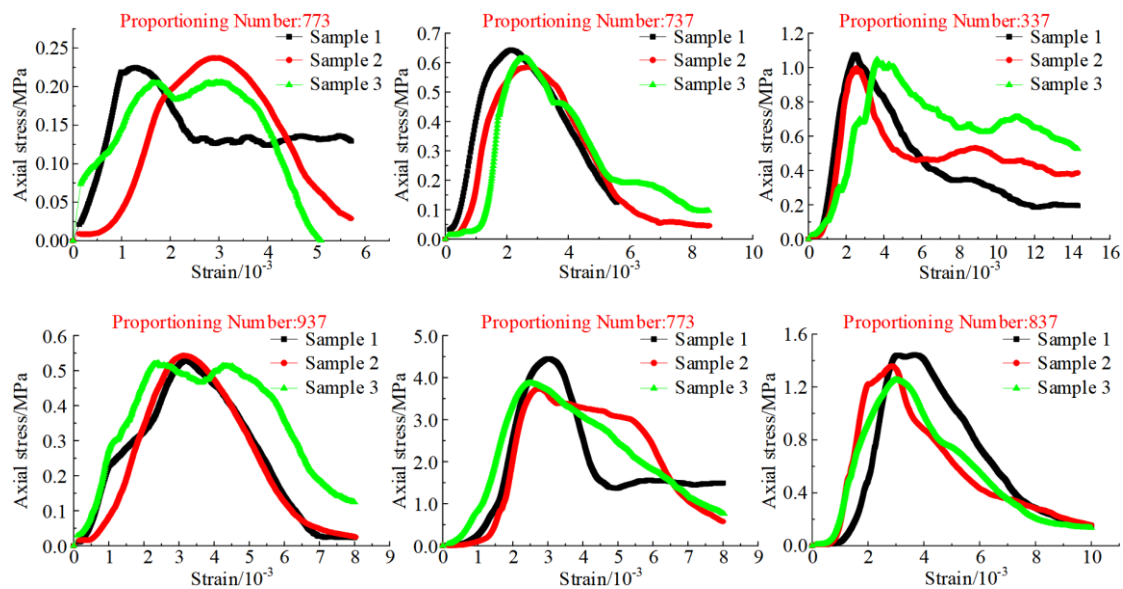 Proportioning Number:773
Sample 1
Sample 2
Sample 3
Axial stress/MPa
0.25
0.20
0.15
0.10
0.05
0.00
0 1 2 3 4 5 6 7
Strain/10⁻³
Proportioning Number:737
Sample 1
Sample 2
Sample 3
Axial stress/MPa
0.7
0.6
0.5
0.4
0.3
0.2
0.1
0.0
0 2 4 6 8 10
Strain/10⁻³
Proportioning Number:337
Sample 1
Sample 2
Sample 3
Axial stress/MPa
1.2
1.0
0.8
0.6
0.4
0.2
0.0
0 2 4 6 8 10 12 14 16
Strain/10⁻³
Proportioning Number:937
Sample 1
Sample 2
Sample 3
Axial stress/MPa
0.6
0.5
0.4
0.3
0.2
0.1
0.0
0 1 2 3 4 5 6 7 8 9
Strain/10⁻³
Proportioning Number:773
Sample 1
Sample 2
Sample 3
Axial stress/MPa
5.0
4.0
3.0
6.0
1.0
0.0
0 1 2 3 4 5 6 7 8 9
Strain/10⁻³
Proportioning Number:837
Sample 1
Sample 2
Sample 3
Axial stress/MPa
1.6
1.2
0.8
0.4
0.0
0 2 4 6 8 10
Strain/10⁻³